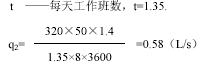 t ——每天工作班数,t=1.35.
320×50×1.4
q₂= =0.58（L/s）
1.35×8×3600